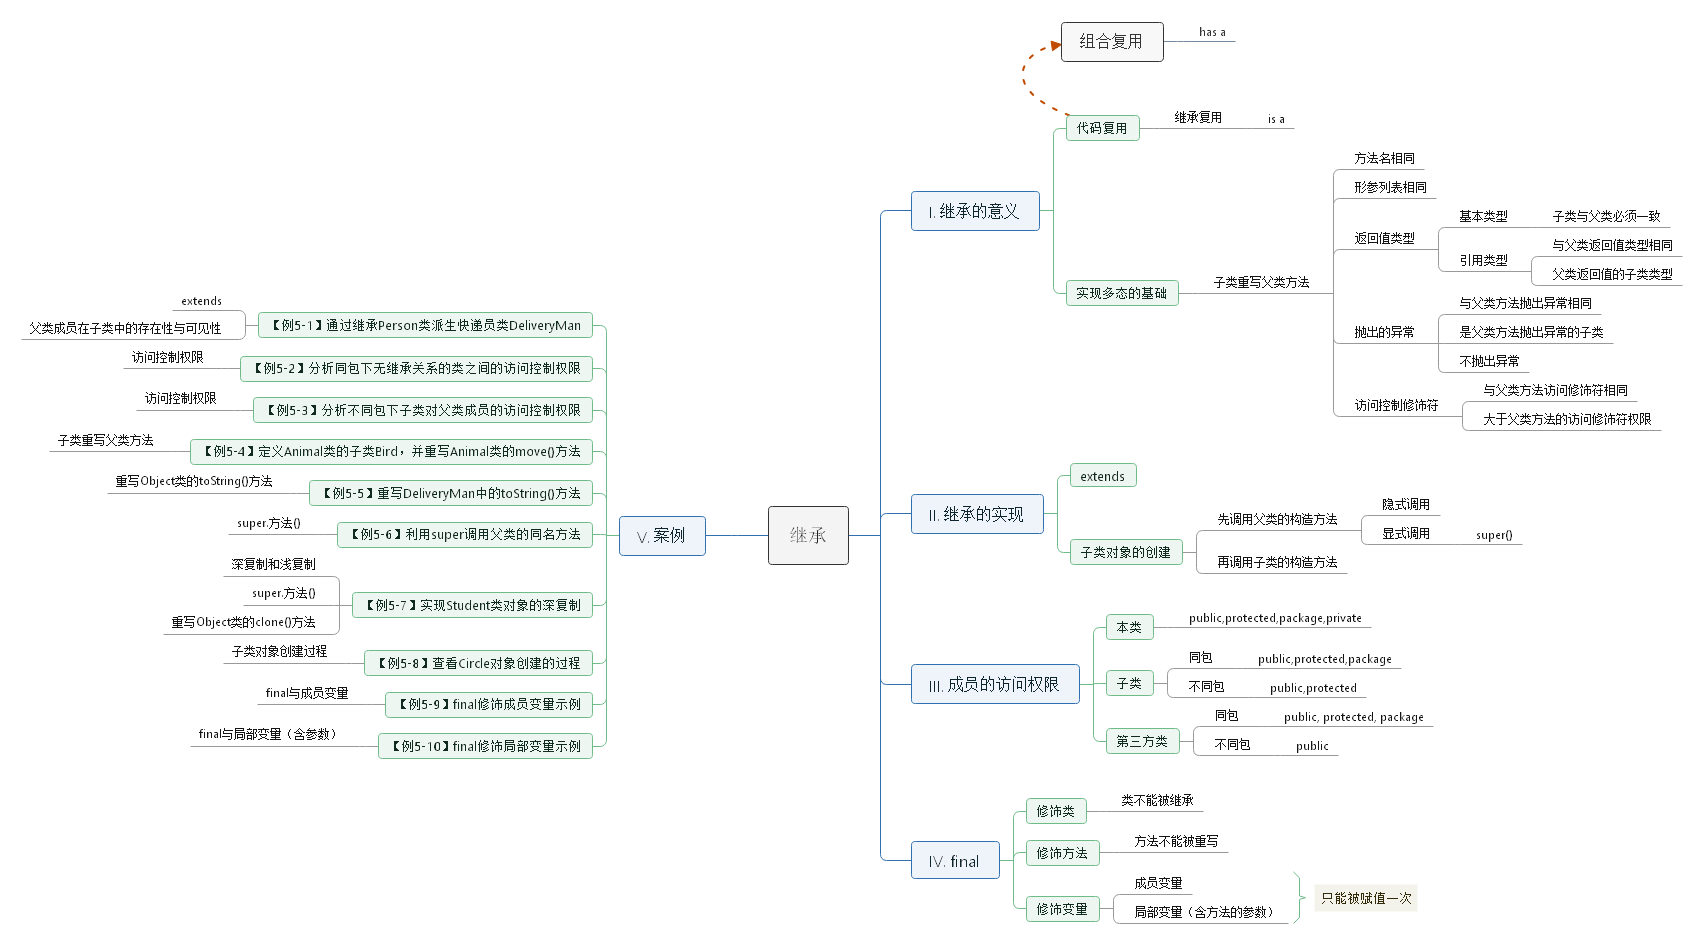 继承
I. 继承的意义
代码复用
继承复用
is a
组合复用
has a
实现多态的基础
子类重写父类方法
方法名相同
形参列表相同
返回值类型
基本类型
子类与父类必须一致
引用类型
与父类返回值类型相同
父类返回值的子类类型
抛出的异常
与父类方法抛出异常相同
是父类方法抛出异常的子类
不抛出异常
访问控制修饰符
与父类方法访问修饰符相同
大于父类方法的访问修饰符权限
II. 继承的实现
extends
子类对象的创建
先调用父类的构造方法
隐式调用
显式调用
super()
再调用子类的构造方法
III. 成员的访问权限
本类
public,protected,package,private
子类
同包
public,protected,package
不同包
public,protected
第三方类
同包
public, protected, package
不同包
public
IV. final
修饰类
类不能被继承
修饰方法
方法不能被重写
修饰变量
成员变量
局部变量（含方法的参数）
只能被赋值一次
V. 案例
【例5-1】通过继承Person类派生快递员类DeliveryMan
extends
父类成员在子类中的存在性与可见性
【例5-2】分析同包下无继承关系的类之间的访问控制权限
访问控制权限
【例5-3】分析不同包下子类对父类成员的访问控制权限
访问控制权限
【例5-4】定义Animal类的子类Bird，并重写Animal类的move()方法
子类重写父类方法
【例5-5】重写DeliveryMan中的toString()方法
重写Object类的toString()方法
【例5-6】利用super调用父类的同名方法
super.方法()
【例5-7】实现Student类对象的深复制
深复制和浅复制
super.方法()
重写Object类的clone()方法
【例5-8】查看Circle对象创建的过程
子类对象创建过程
【例5-9】final修饰成员变量示例
final与成员变量
【例5-10】final修饰局部变量示例
final与局部变量（含参数）